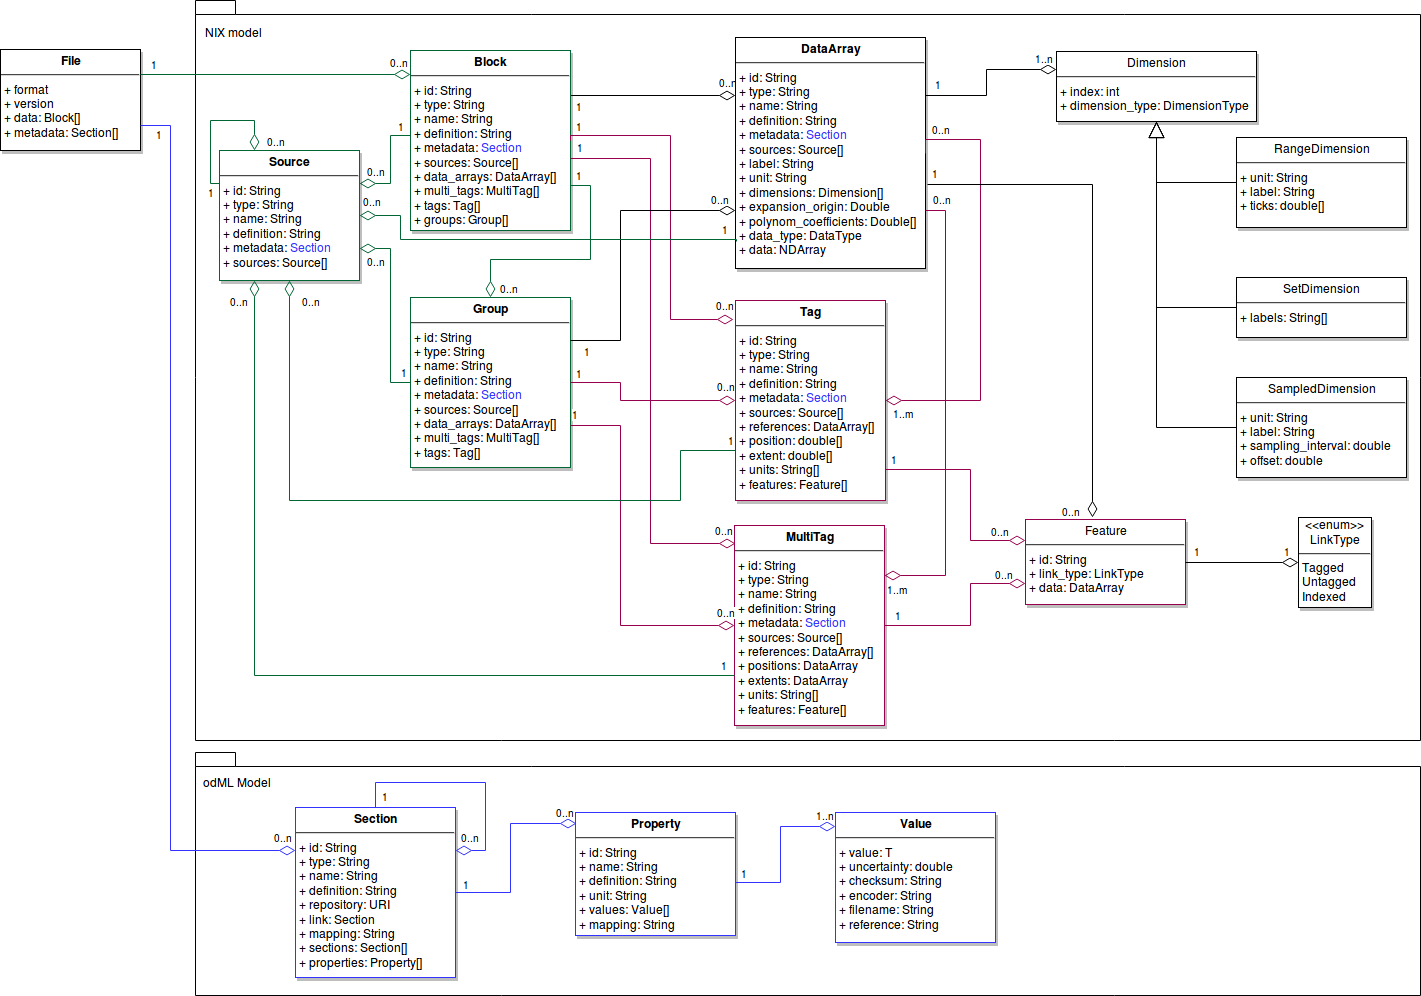 NIX model
File
+ format
+ version
+ data: Block[]
+ metadata: Section[]
1
1
0..n
Block
+ id: String
+ type: String
+ name: String
+ definition: String
+ metadata: Section
+ sources: Source[]
+ data_arrays: DataArray[]
+ multi_tags: MultiTag[]
+ tags: Tag[]
+ groups: Group[]
1
1
1
1
1
0..n
0..n
1
0..n
0..n
Source
+ id: String
+ type: String
+ name: String
+ definition: String
+ metadata: Section
+ sources: Source[]
0..n
0..n
0..n
0..n
Group
+ id: String
+ type: String
+ name: String
+ definition: String
+ metadata: Section
+ sources: Source[]
+ data_arrays: DataArray[]
+ multi_tags: MultiTag[]
+ tags: Tag[]
1
1
1
1
0..n
0..n
1
DataArray
+ id: String
+ type: String
+ name: String
+ definition: String
+ metadata: Section
+ sources: Source[]
+ label: String
+ unit: String
+ dimensions: Dimension[]
+ expansion_origin: Double
+ polynom_coefficients: Double[]
+ data_type: DataType
+ data: NDArray
1
0..n
1
0..n
1..n
Dimension
+ index: int
+ dimension_type: DimensionType
RangeDimension
+ unit: String
+ label: String
+ ticks: double[]
SetDimension
+ labels: String[]
SampledDimension
+ unit: String
+ label: String
+ sampling_interval: double
+ offset: double
0..n
0..n
1
Tag
+ id: String
+ type: String
+ name: String
+ definition: String
+ metadata: Section
+ sources: Source[]
+ references: DataArray[]
+ position: double[]
+ extent: double[]
+ units: String[]
+ features: Feature[]
1..m
1
0..n
0..n
1
MultiTag
+ id: String
+ type: String
+ name: String
+ definition: String
+ metadata: Section
+ sources: Source[]
+ references: DataArray[]
+ positions: DataArray
+ extents: DataArray
+ units: String[]
+ features: Feature[]
1..m
1
0..n
0..n
0..n
Feature
+ id: String
+ link_type: LinkType
+ data: DataArray
1
1
<<enum>>
LinkType
Tagged
Untagged
Indexed
odML Model
0..n
1
0..n
Section
+ id: String
+ type: String
+ name: String
+ definition: String
+ repository: URI
+ link: Section
+ mapping: String
+ sections: Section[]
+ properties: Property[]
1
0..n
Property
+ id: String
+ name: String
+ definition: String
+ unit: String
+ values: Value[]
+ mapping: String
1
1..n
Value
+ value: T
+ uncertainty: double
+ checksum: String
+ encoder: String
+ filename: String
+ reference: String